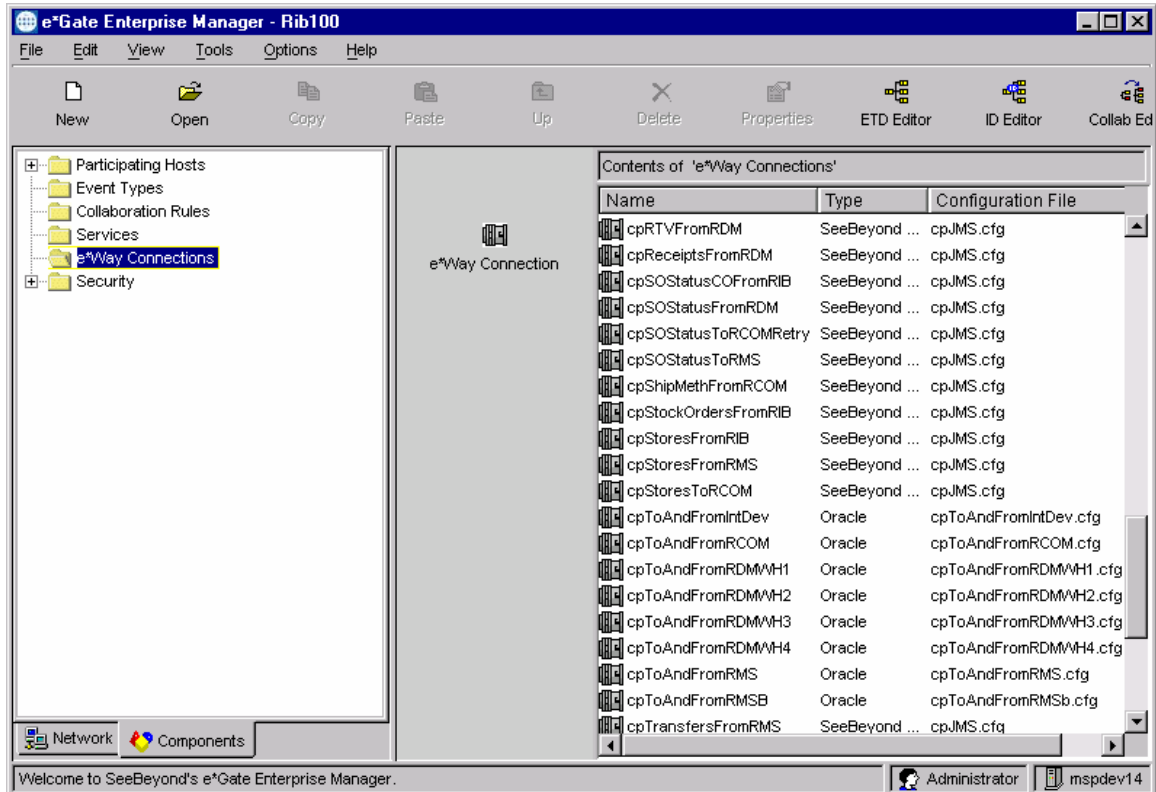 e*Gate Enterprise Manager - Rib100
File Edit View Tools Options Help
New Open Copy Paste Up Delete Properties ETD Editor ID Editor Collab Ed
Participating Hosts
Event Types
Collaboration Rules
Services
e*Way Connections
Security
e*Way Connection
Contents of 'e*Way Connections'
Name Type Configuration File
cpRTVFromRDM SeeBeyond ... cpJMS.cfg
cpReceiptsFromRDM SeeBeyond ... cpJMS.cfg
cpSOStatusCOFromRIB SeeBeyond ... cpJMS.cfg
cpSOStatusFromRDM SeeBeyond ... cpJMS.cfg
cpSOStatusToRCOMRetry SeeBeyond ... cpJMS.cfg
cpSOStatusToRMS SeeBeyond ... cpJMS.cfg
cpShipMethFromRCOM SeeBeyond ... cpJMS.cfg
cpStockOrdersFromRIB SeeBeyond ... cpJMS.cfg
cpStoresFromRIB SeeBeyond ... cpJMS.cfg
cpStoresFromRMS SeeBeyond ... cpJMS.cfg
cpStoresToRCOM SeeBeyond ... cpJMS.cfg
cpToAndFromIntDev Oracle cpToAndFromIntDev.cfg
cpToAndFromRCOM Oracle cpToAndFromRCOM.cfg
cpToAndFromRDMWH1 Oracle cpToAndFromRDMWH1.cfg
cpToAndFromRDMWH2 Oracle cpToAndFromRDMWH2.cfg
cpToAndFromRDMWH3 Oracle cpToAndFromRDMWH3.cfg
cpToAndFromRDMWH4 Oracle cpToAndFromRDMWH4.cfg
cpToAndFromRMS Oracle cpToAndFromRMS.cfg
cpToAndFromRMSB Oracle cpToAndFromRMSb.cfg
cpTransfersFromRMS SeeBeyond ... cpJMS.cfg
Network Components
Welcome to SeeBeyond's e*Gate Enterprise Manager. Administrator mspdev14